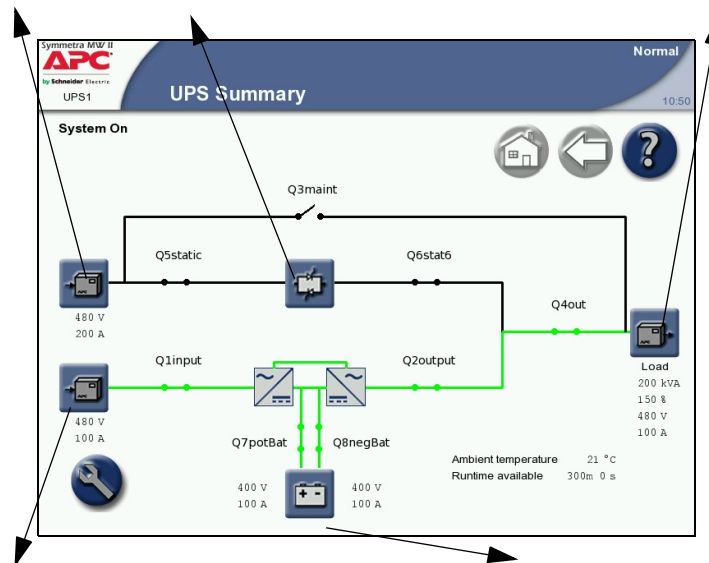 Symmetra MW II
APC
by Schneider Electric
UPS1
UPS Summary
Normal
10:50
System On
Q3maint
Q5static
Q6stat6
480 V
200 A
Q4out
Load
200 kVA
150 %
480 V
100 A
Q1input
Q2output
480 V
100 A
Q7potBat
Q8negBat
400 V
100 A
400 V
100 A
Ambient temperature 21 °C
Runtime available 300m 0 s